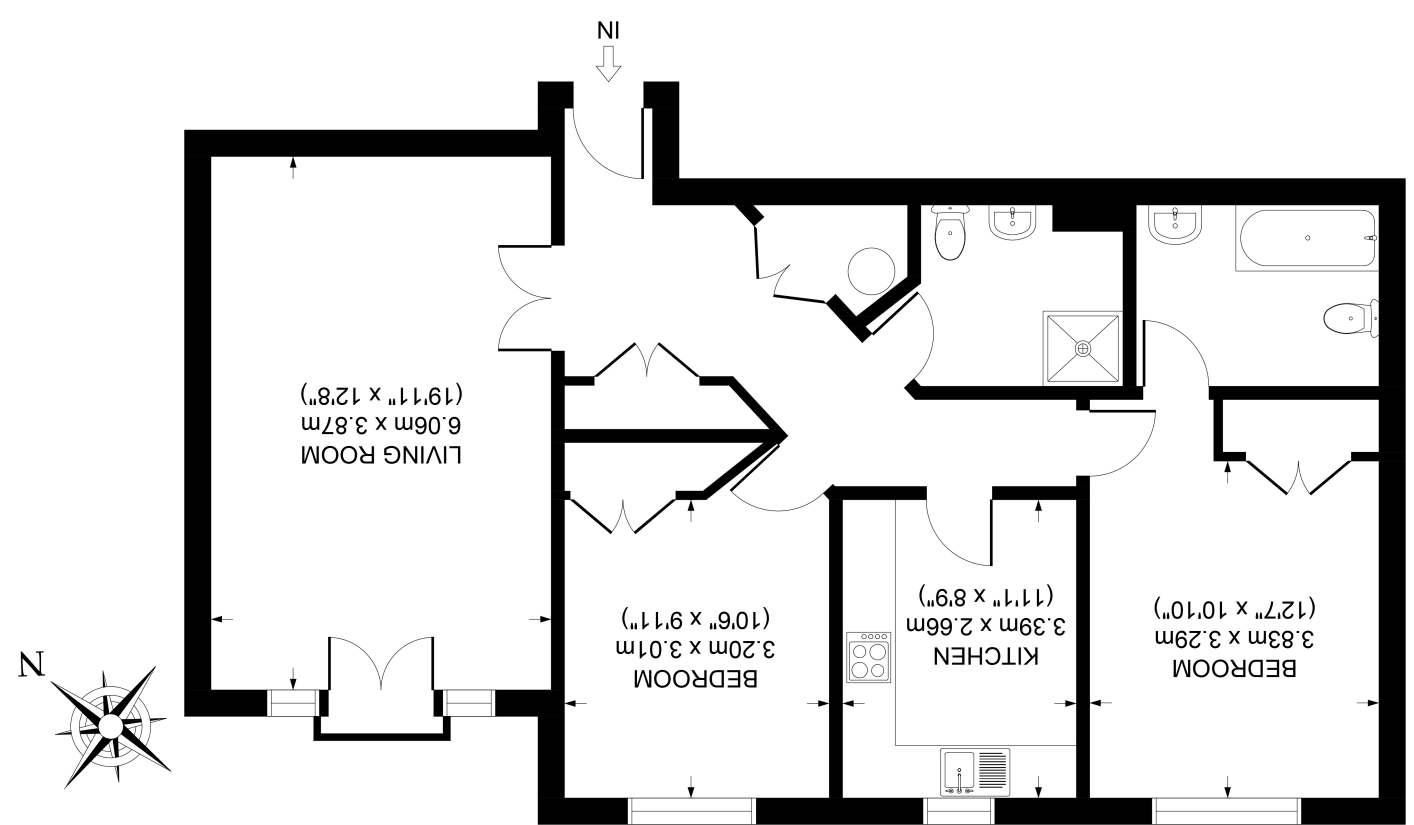 IN
LIVING ROOM
6.06m x 3.87m
(19'11" x 12'8")
BEDROOM
3.20m x 3.01m
(10'6" x 9'11")
KITCHEN
3.39m x 2.66m
(11'1" x 8'9")
BEDROOM
3.83m x 3.29m
(12'7" x 10'10")
N